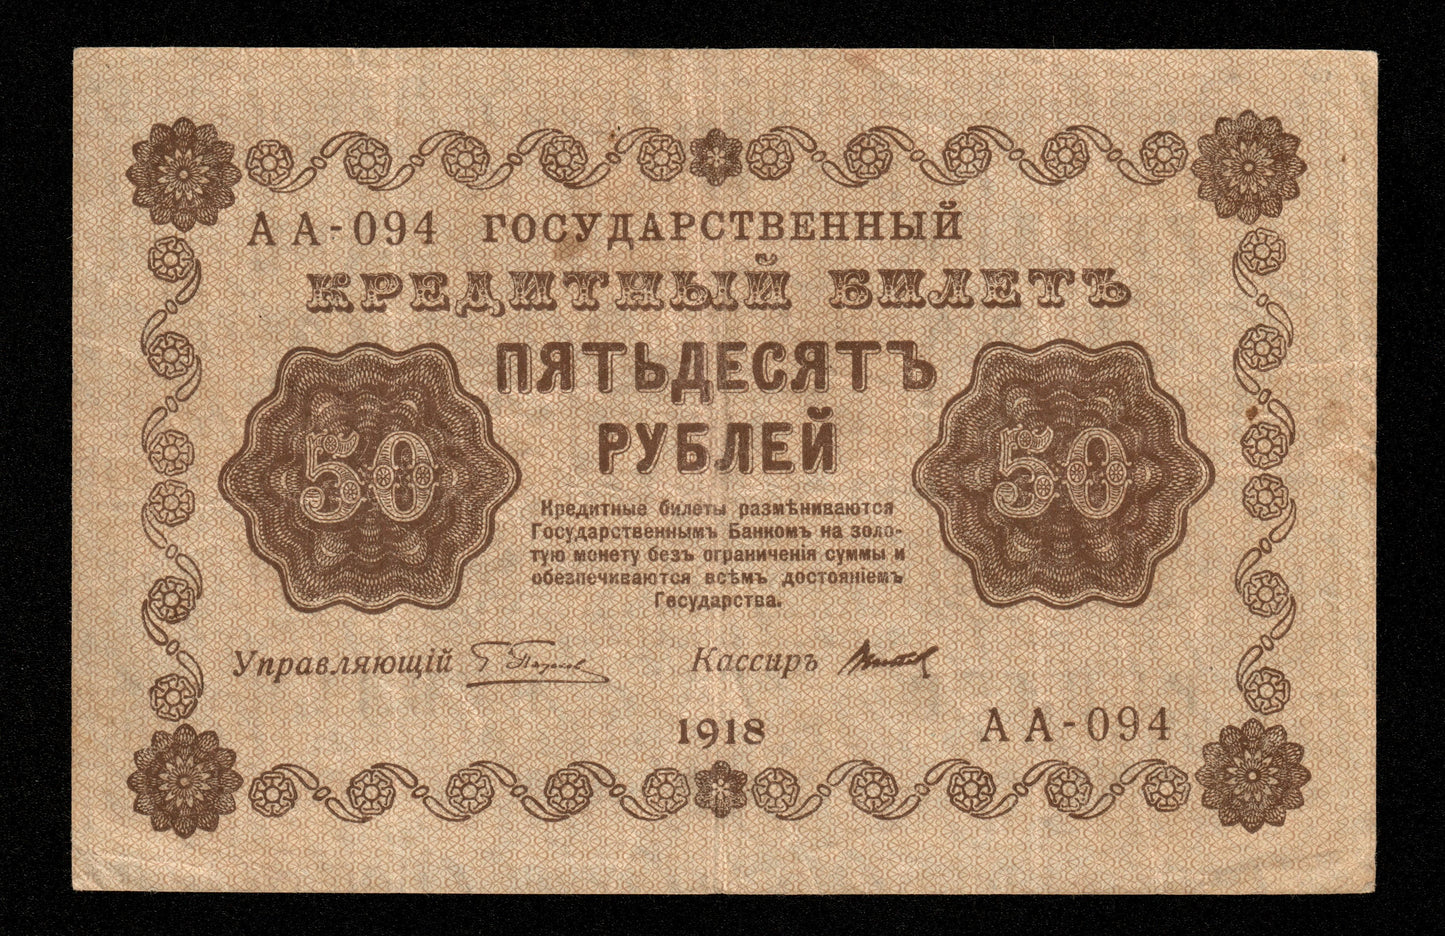 АА-094 ГОСУДАРСТВЕННЫЙ
КРЕДИТНЫЙ БИЛЕТЪ
ПЯТЬДЕСЯТЪ
РУБЛЕЙ
50
50
Кредитные билеты размѣниваются
Государственнымъ Банкомъ на золо-
тую монету безъ ограниченія суммы и
обезпечиваются всѣмъ достояніемъ
Государства.
Управляющій
Кассиръ
1918
АА-094